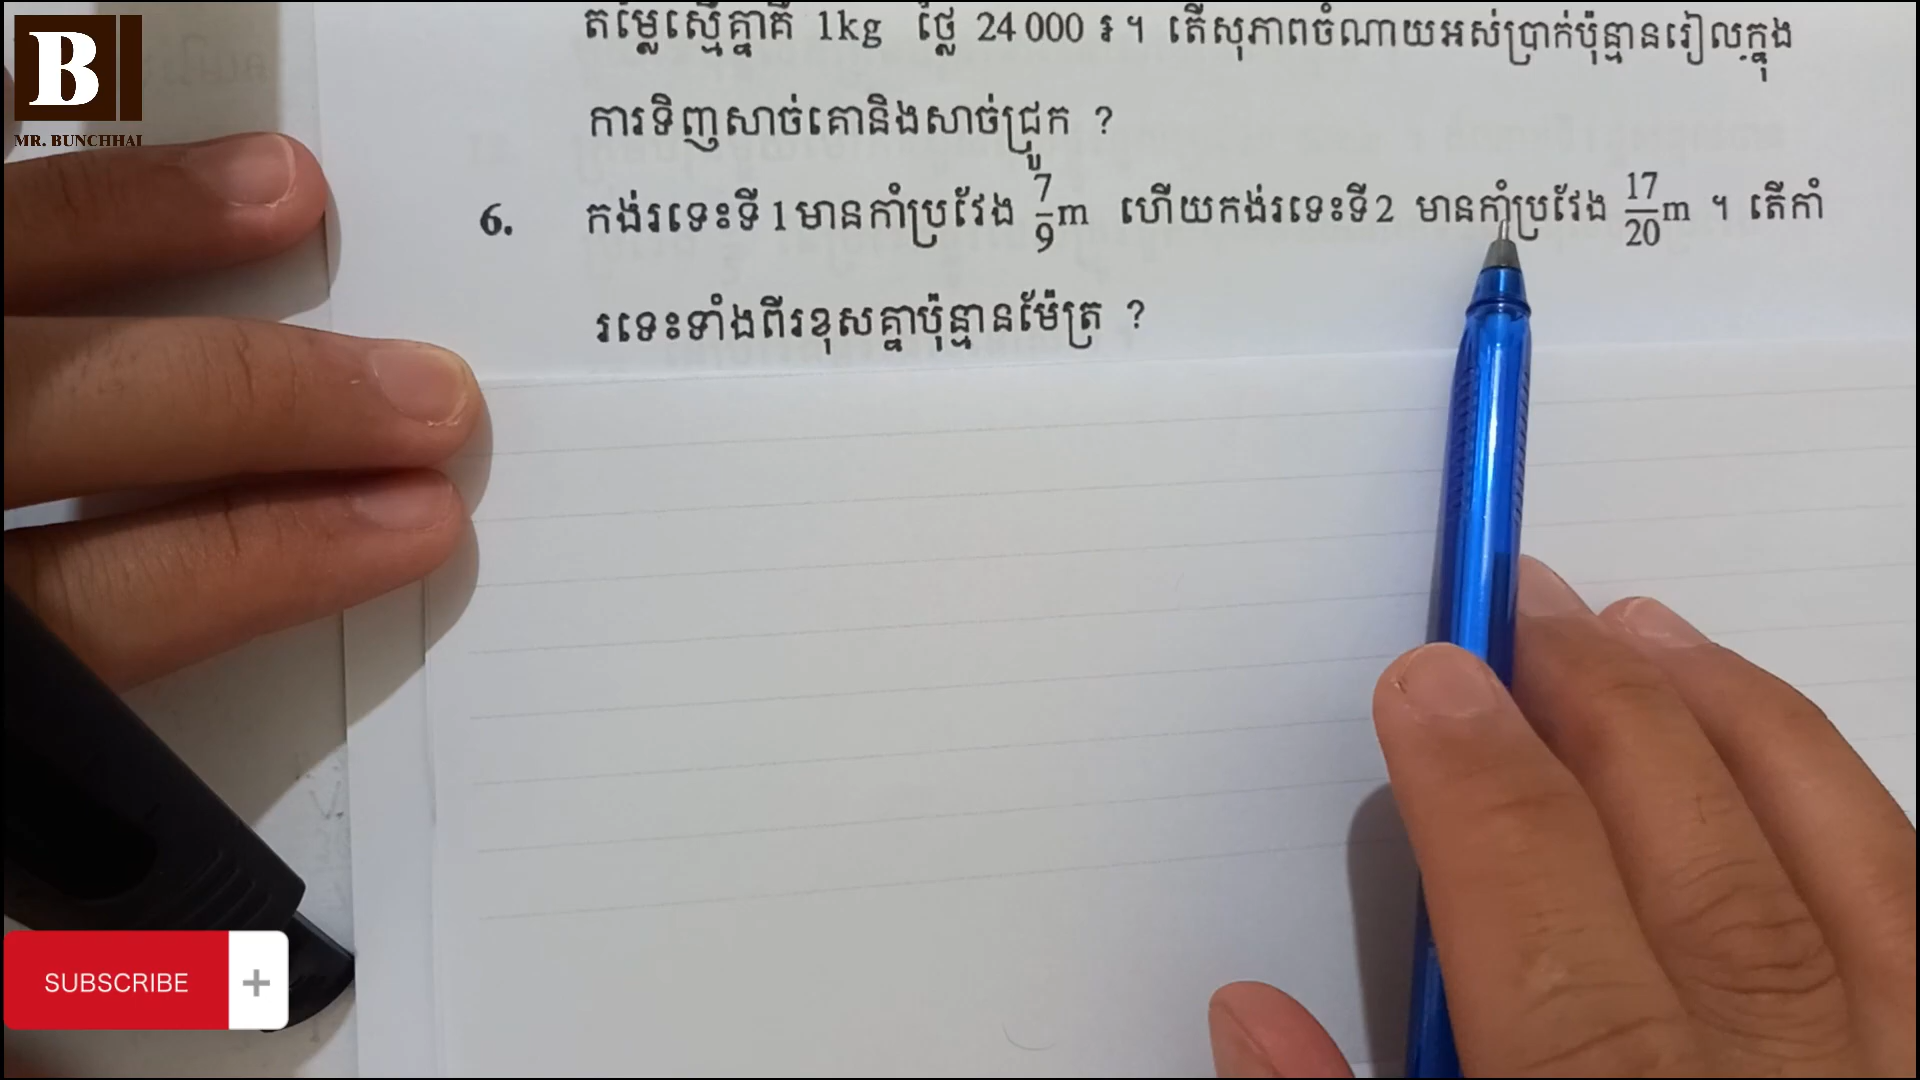 B
MR. BUNCHHAI
តម្លៃស្មើគ្នាគឺ 1kg ថ្លៃ 24 000 ៛ ។ តើសុភាពចំណាយអស់ប្រាក់ប៉ុន្មានរៀលក្នុង
ការទិញសាច់គោនិងសាច់ជ្រូក ?
6. កង់រទេះទី 1 មានកាំប្រវែង 7/9 m ហើយកង់រទេះទី 2 មានកាំប្រវែង 17/20 m ។ តើកាំ
រទេះទាំងពីរខុសគ្នាប៉ុន្មានម៉ែត្រ ?
SUBSCRIBE +